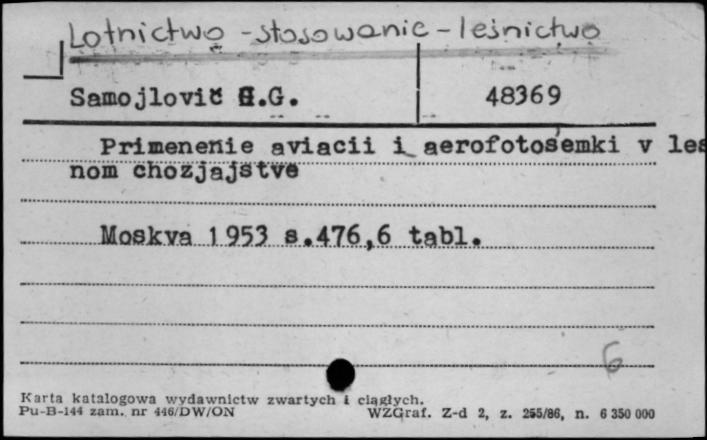 Lotnictwo - stosowanie - leśnictwo
Samojlovič G.G.
48369
Primenenie aviacii i aerofotosemki v les
nom chozjajstve
Moskva 1953 s.476,6 tabl.
6
Karta katalogowa wydawnictw zwartych i ciągłych.
Pu-B-144 zam. nr 446/DW/ON
WZGraf. Z-d 2, z. 255/86, n. 6 350 000